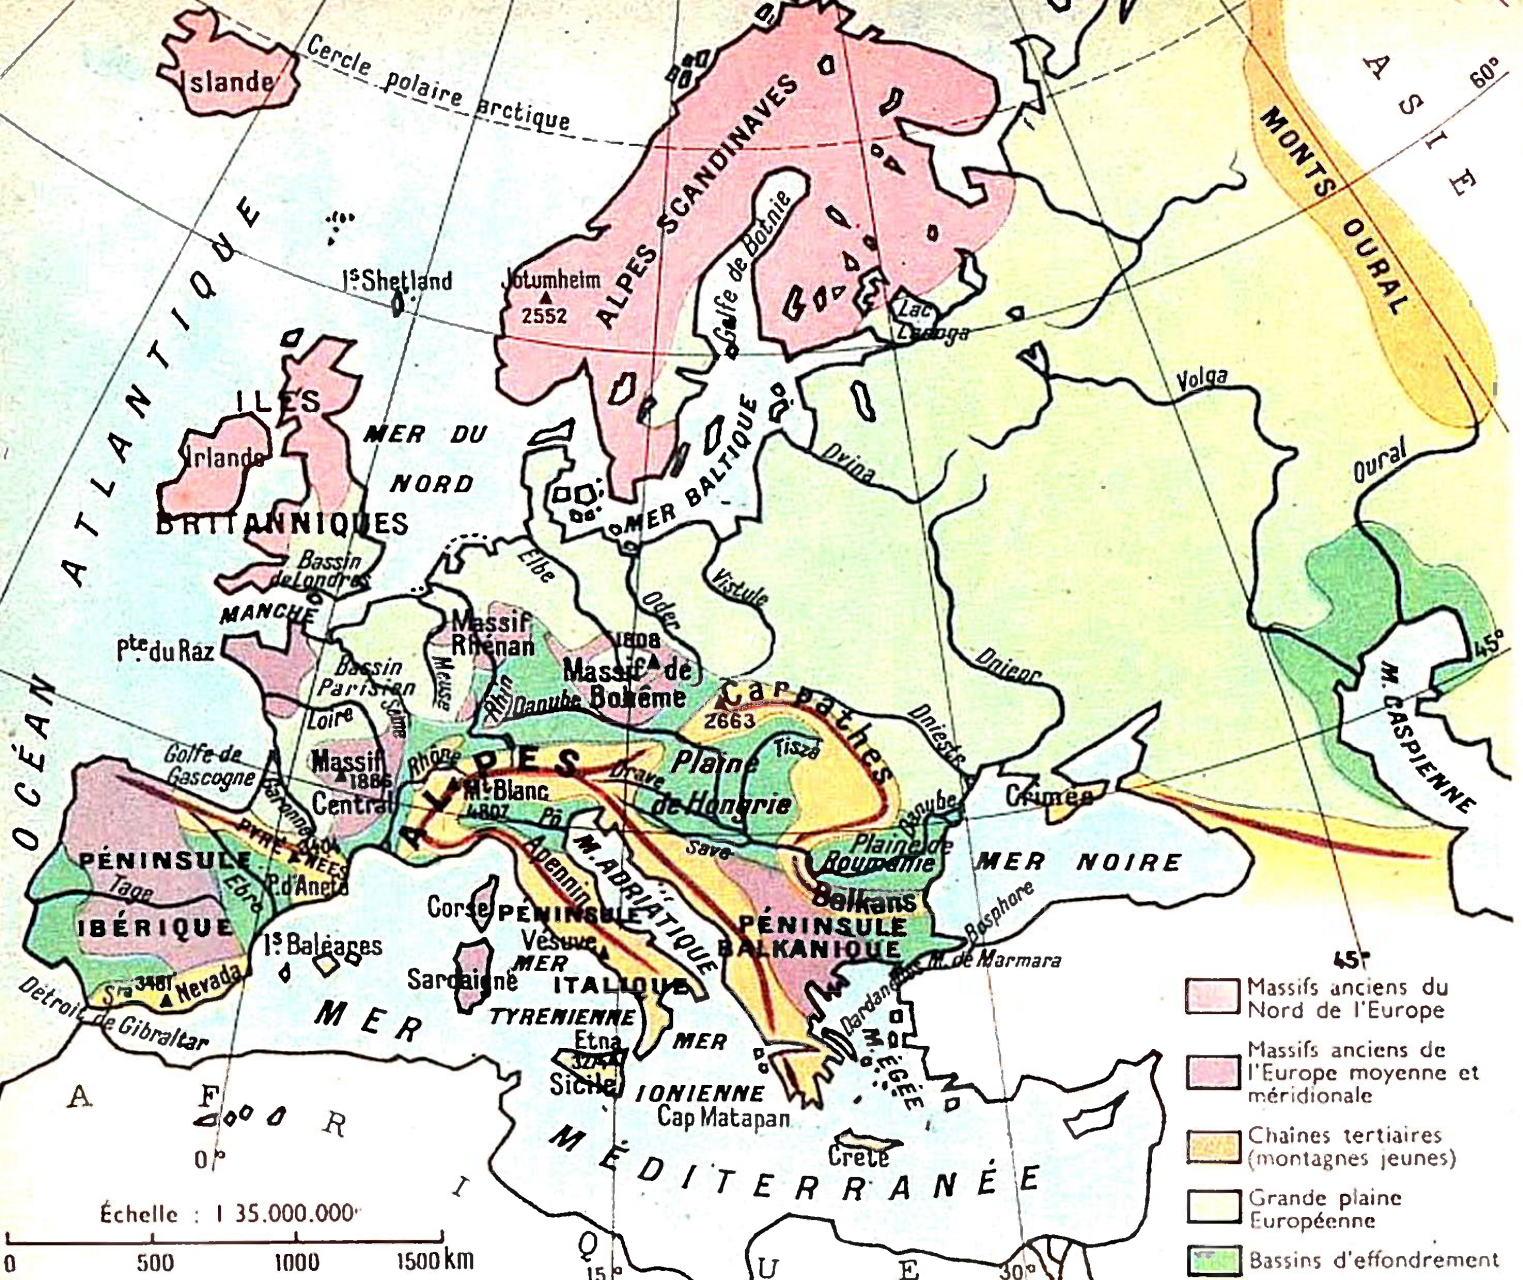 Islande
Cercle polaire arctique
ASIE
60°
MONTS OURAL
ALPES SCANDINAVES
Golfe de Botnie
Is Shetland
Jotumheim
2552
Lac
Ladoga
OCÉAN ATLANTIQUE
ILES
BRITANNIQUES
Irlande
MER DU
NORD
MER BALTIQUE
Volga
Oural
Dvina
Bassin
de Londres
MANCHE
Elbe
Oder
Vistule
Pte du Raz
Massif
Rhénan
1808
Massif de
Bohême
45°
Bassin
Parisien
Meuse
Seine
Rhin
Danube
Loire
Carpathes
2663
Dniepr
Dniestr
M. CASPIENNE
Golfe de
Gascogne
Massif
1886
Central
Garonne
Rhône
ALPES
Mt Blanc
4807
Pô
Drave
Save
Plaine
de Hongrie
Tisza
Crimée
Danube
Plaine de
Roumanie
PYRÉNÉES
3404
P. d'Aneto
PÉNINSULE
IBÉRIQUE
Tage
Ebre
MER NOIRE
Balkans
PÉNINSULE
BALKANIQUE
Bosphore
M. de Marmara
Dardanelles
M. ADRIATIQUE
Apennin
Corse
PÉNINSULE
ITALIQUE
Vésuve
MER
TYRENIENNE
Sardaigne
Is Baléares
Sra 3481 Nevada
Détroit de Gibraltar
MER MÉDITERRANÉE
Etna
3274
Sicile
MER
IONIENNE
Cap Matapan
M. ÉGÉE
Crète
AFRIQUE
0°
15°
30°
45°
Massifs anciens du
Nord de l'Europe
Massifs anciens de
l'Europe moyenne et
méridionale
Chaînes tertiaires
(montagnes jeunes)
Grande plaine
Européenne
Bassins d'effondrement
Échelle : 1 35.000.000
0 500 1000 1500 km